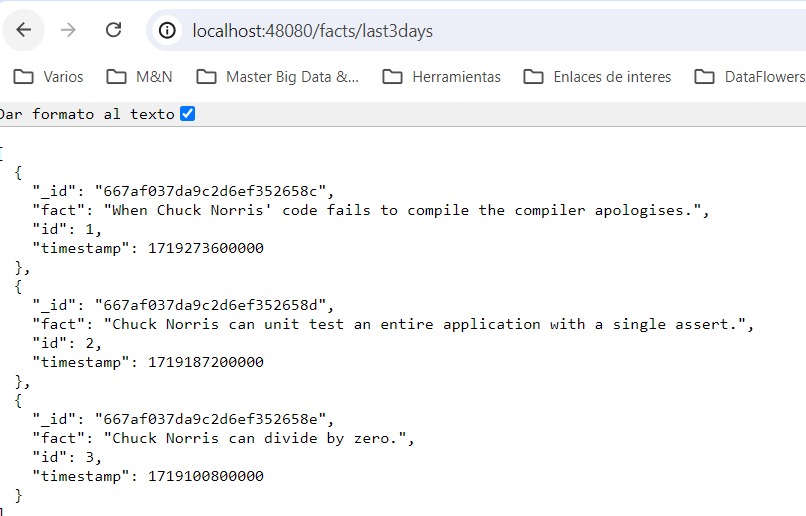 localhost:48080/facts/last3days
Varios M&N Master Big Data &... Herramientas Enlaces de interes DataFlowers
Dar formato al texto
[
{
"_id": "667af037da9c2d6ef352658c",
"fact": "When Chuck Norris' code fails to compile the compiler apologises.",
"id": 1,
"timestamp": 1719273600000
},
{
"_id": "667af037da9c2d6ef352658d",
"fact": "Chuck Norris can unit test an entire application with a single assert.",
"id": 2,
"timestamp": 1719187200000
},
{
"_id": "667af037da9c2d6ef352658e",
"fact": "Chuck Norris can divide by zero.",
"id": 3,
"timestamp": 1719100800000
}
]